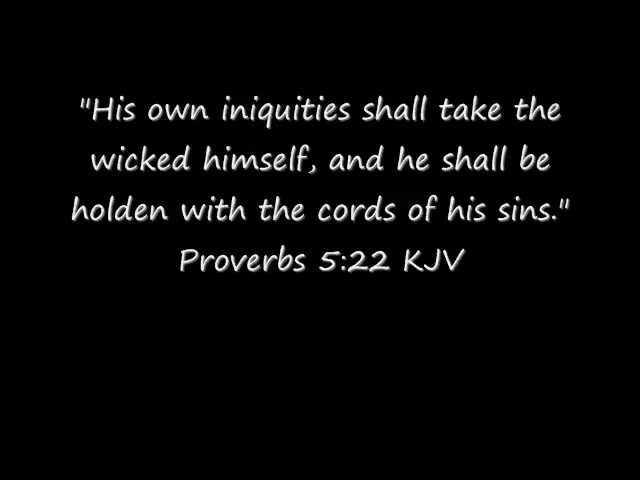 "His own iniquities shall take the
wicked himself, and he shall be
holden with the cords of his sins."
Proverbs 5:22 KJV